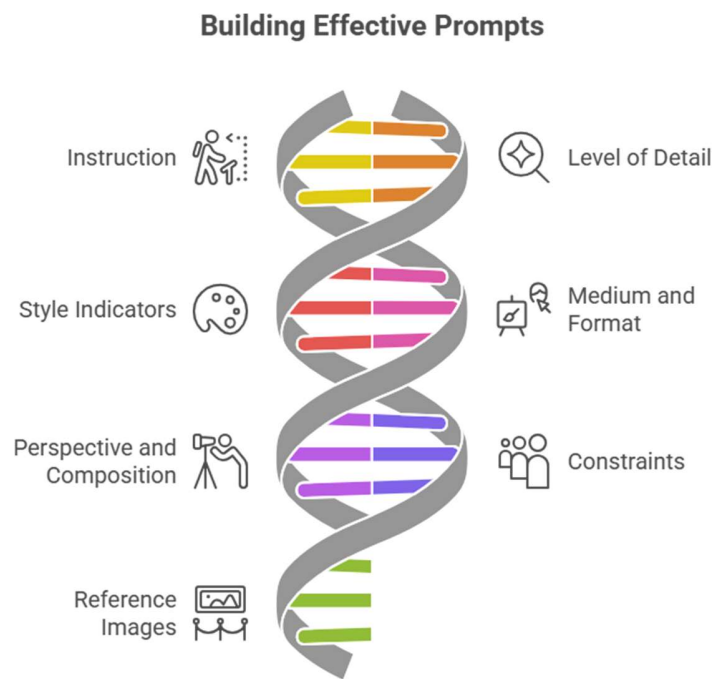 Building Effective Prompts
Instruction
Level of Detail
Style Indicators
Medium and
Format
Perspective and
Composition
Constraints
Reference
Images